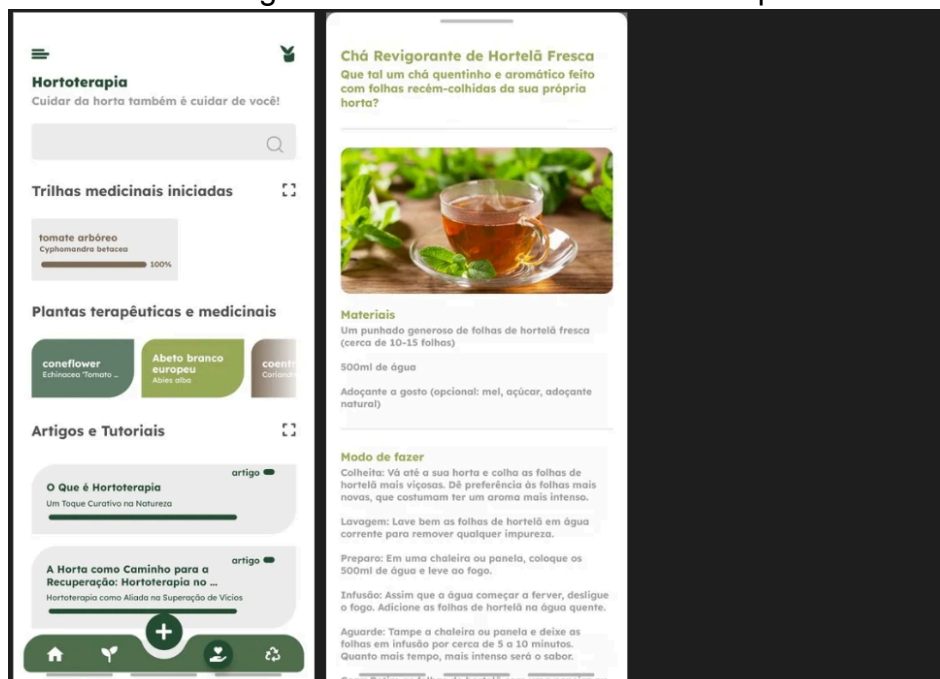 Hortoterapia
Cuidar da horta também é cuidar de você!
Trilhas medicinais iniciadas
tomate arbóreo
Cyphomandra betacea
100%
Plantas terapêuticas e medicinais
coneflower
Echinacea 'Tomato ...
Abeto branco
europeu
Abies alba
coent
Artigos e Tutoriais
artigo
O Que é Hortoterapia
Um Toque Curativo na Natureza
artigo
A Horta como Caminho para a
Recuperação: Hortoterapia no ...
Hortoterapia como Aliada na Superação de Vícios
Chá Revigorante de Hortelã Fresca
Que tal um chá quentinho e aromático feito
com folhas recém-colhidas da sua própria
horta?
Materiais
Um punhado generoso de folhas de hortelã fresca
(cerca de 10-15 folhas)
500ml de água
Adoçante a gosto (opcional: mel, açúcar, adoçante
natural)
Modo de fazer
Colheita: Vá até a sua horta e colha as folhas de
hortelã mais viçosas. Dê preferência às folhas mais
novas, que costumam ter um aroma mais intenso.
Lavagem: Lave bem as folhas de hortelã em água
corrente para remover qualquer impureza.
Preparo: Em uma chaleira ou panela, coloque os
500ml de água e leve ao fogo.
Infusão: Assim que a água começar a ferver, desligue
o fogo. Adicione as folhas de hortelã na água quente.
Aguarde: Tampe a chaleira ou panela e deixe as
folhas em infusão por cerca de 5 a 10 minutos.
Quanto mais tempo, mais intenso será o sabor.